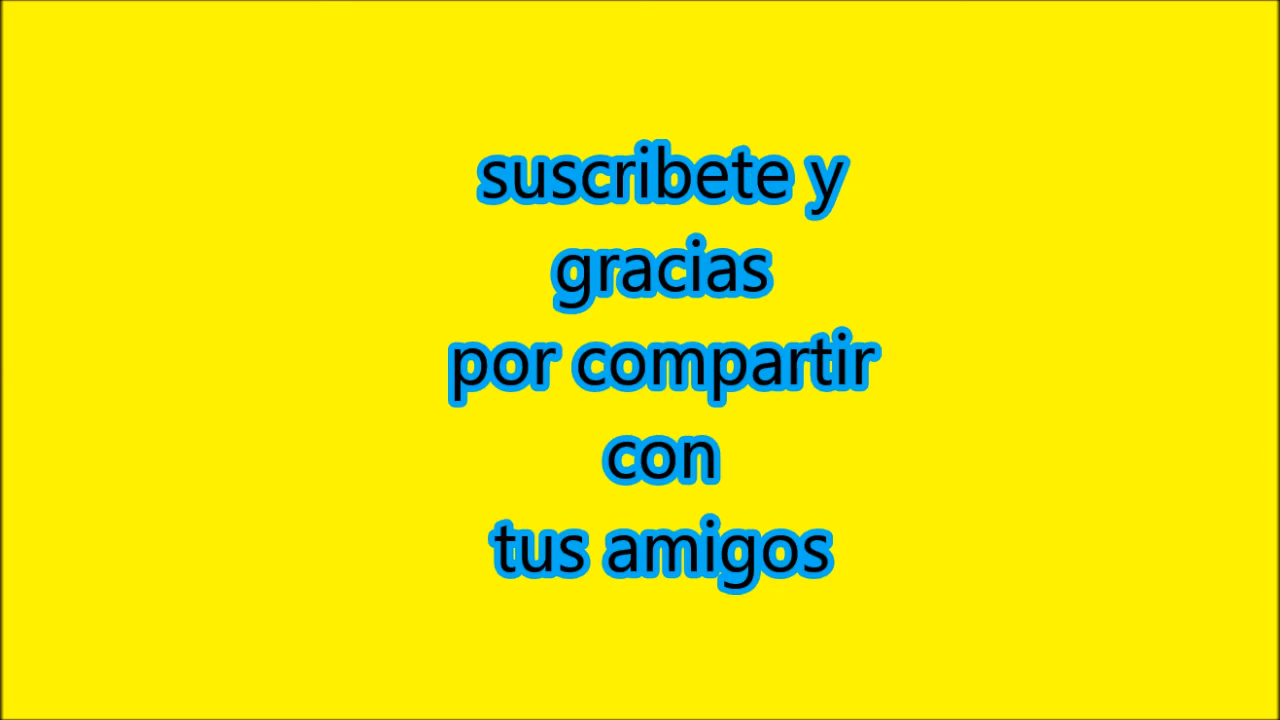 suscribete y
gracias
por compartir
con
tus amigos